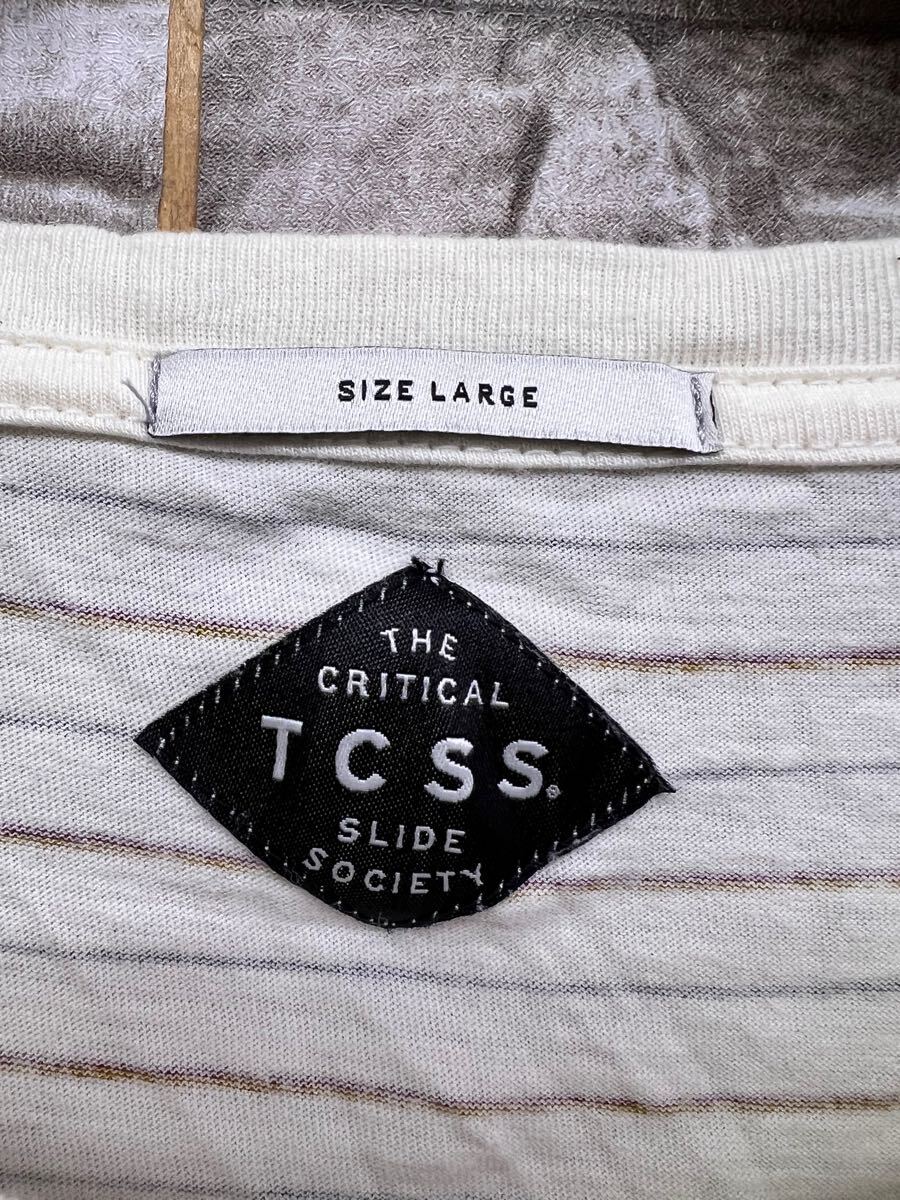 SIZE LARGE
THE
CRITICAL
TCSS.
SLIDE
SOCIETY